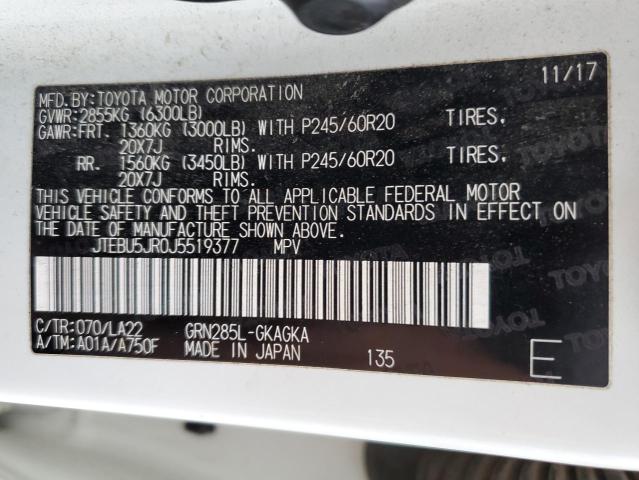 11/17
MFD.BY:TOYOTA MOTOR CORPORATION
GVWR:2855KG (6300LB)
GAWR:FRT. 1360KG (3000LB) WITH P245/60R20 TIRES.
20X7J RIMS.
RR. 1560KG (3450LB) WITH P245/60R20 TIRES.
20X7J RIMS.
THIS VEHICLE CONFORMS TO ALL APPLICABLE FEDERAL MOTOR
VEHICLE SAFETY AND THEFT PREVENTION STANDARDS IN EFFECT ON
THE DATE OF MANUFACTURE SHOWN ABOVE.
JTEBU5JR0J5519377 MPV
C/TR:070/LA22 GRN285L-GKAGKA
A/TM:A01A/A750F MADE IN JAPAN 135 E